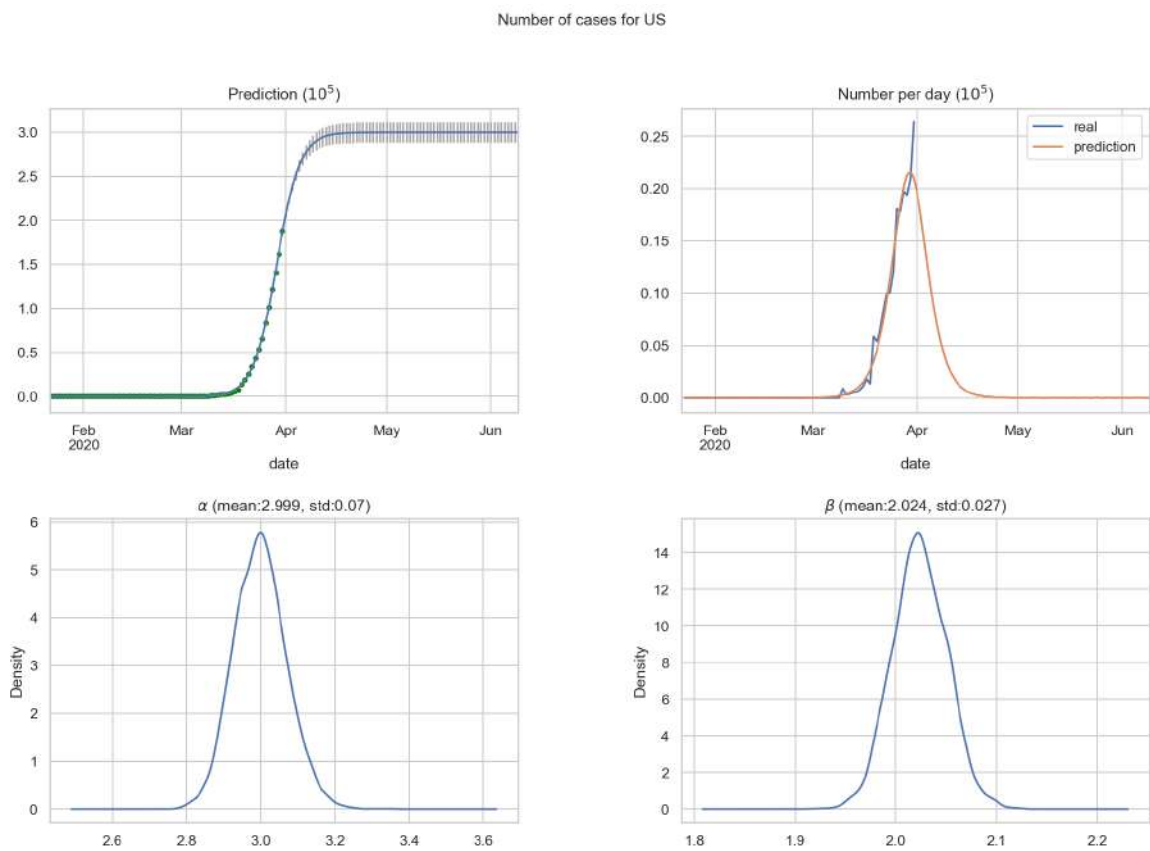 Number of cases for US
Prediction (10⁵)
3.0
2.5
2.0
1.5
1.0
0.5
0.0
Feb
2020
Mar
Apr
May
Jun
date
Number per day (10⁵)
real
prediction
0.25
0.20
0.15
0.10
0.05
0.00
Feb
2020
Mar
Apr
May
Jun
date
α (mean:2.999, std:0.07)
Density
6
5
4
3
2
1
0
2.6
2.8
3.0
3.2
3.4
3.6
β (mean:2.024, std:0.027)
Density
14
12
10
8
6
4
2
0
1.8
1.9
2.0
2.1
2.2